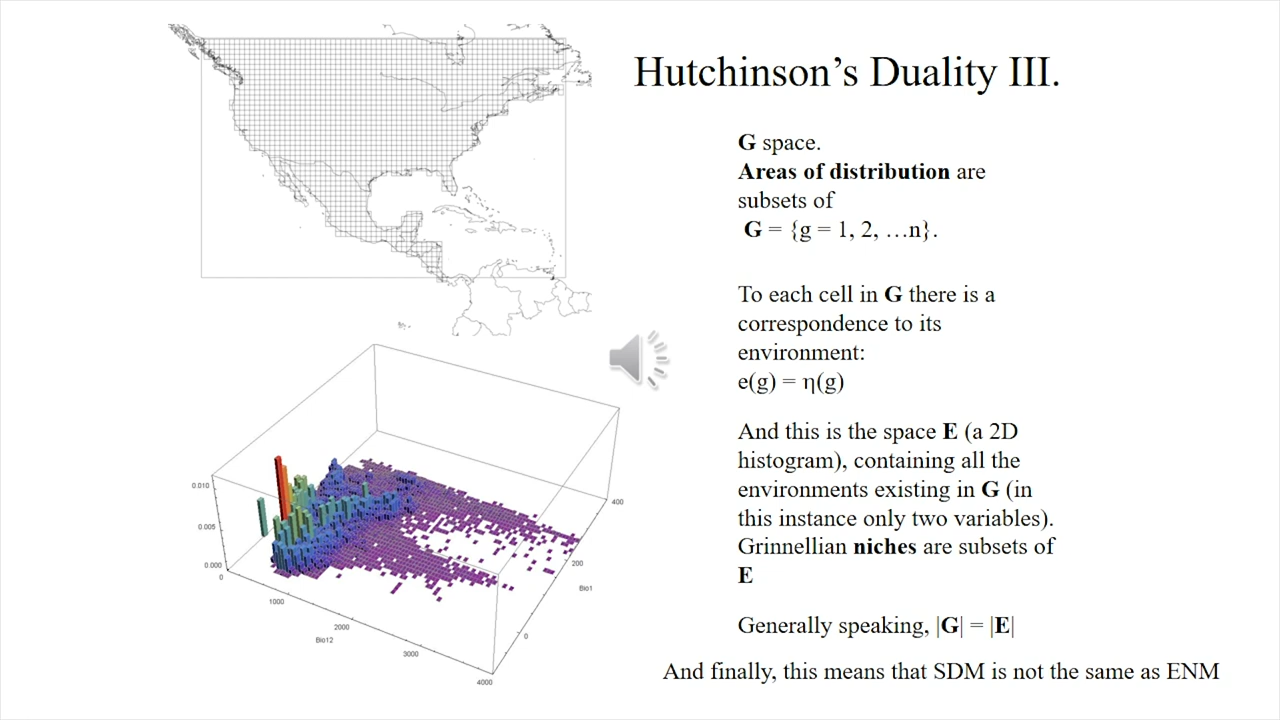 Hutchinson’s Duality III.
G space.
Areas of distribution are
subsets of
G = {g = 1, 2, …n}.
To each cell in G there is a
correspondence to its
environment:
e(g) = η(g)
And this is the space E (a 2D
histogram), containing all the
environments existing in G (in
this instance only two variables).
Grinnellian niches are subsets of
E
Generally speaking, |G| = |E|
And finally, this means that SDM is not the same as ENM
0.010
0.005
0.000
0
1000
2000
3000
4000
Bio12
400
200
0
Bio1